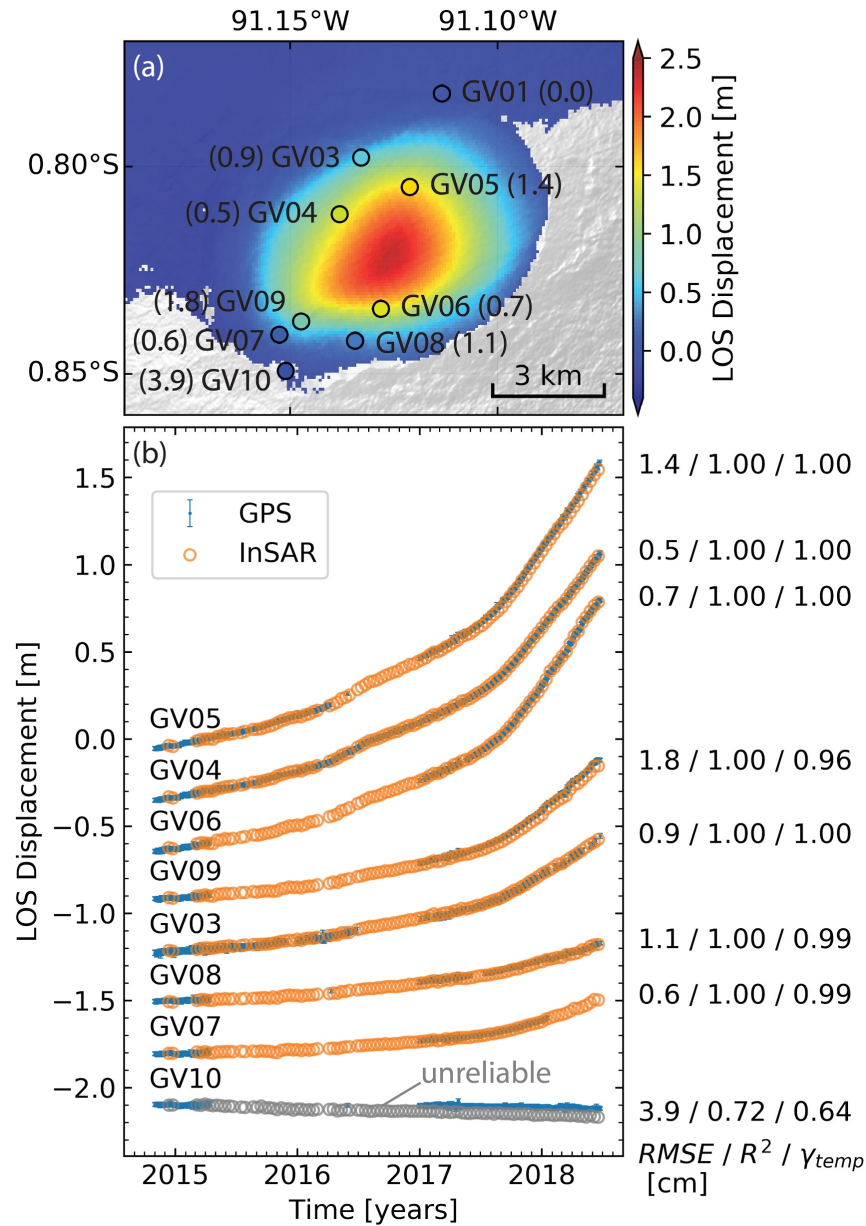 91.15°W
91.10°W
(a)
GV01 (0.0)
(0.9) GV03
0.80°S
GV05 (1.4)
(0.5) GV04
(1.8) GV09
GV06 (0.7)
(0.6) GV07
GV08 (1.1)
0.85°S
(3.9) GV10
3 km
2.5
2.0
1.5
1.0
0.5
0.0
LOS Displacement [m]
(b)
GPS
InSAR
1.5
1.0
0.5
0.0
−0.5
−1.0
−1.5
−2.0
LOS Displacement [m]
GV05
GV04
GV06
GV09
GV03
GV08
GV07
GV10
unreliable
1.4 / 1.00 / 1.00
0.5 / 1.00 / 1.00
0.7 / 1.00 / 1.00
1.8 / 1.00 / 0.96
0.9 / 1.00 / 1.00
1.1 / 1.00 / 0.99
0.6 / 1.00 / 0.99
3.9 / 0.72 / 0.64
RMSE / R² / γtemp
[cm]
2015
2016
2017
2018
Time [years]